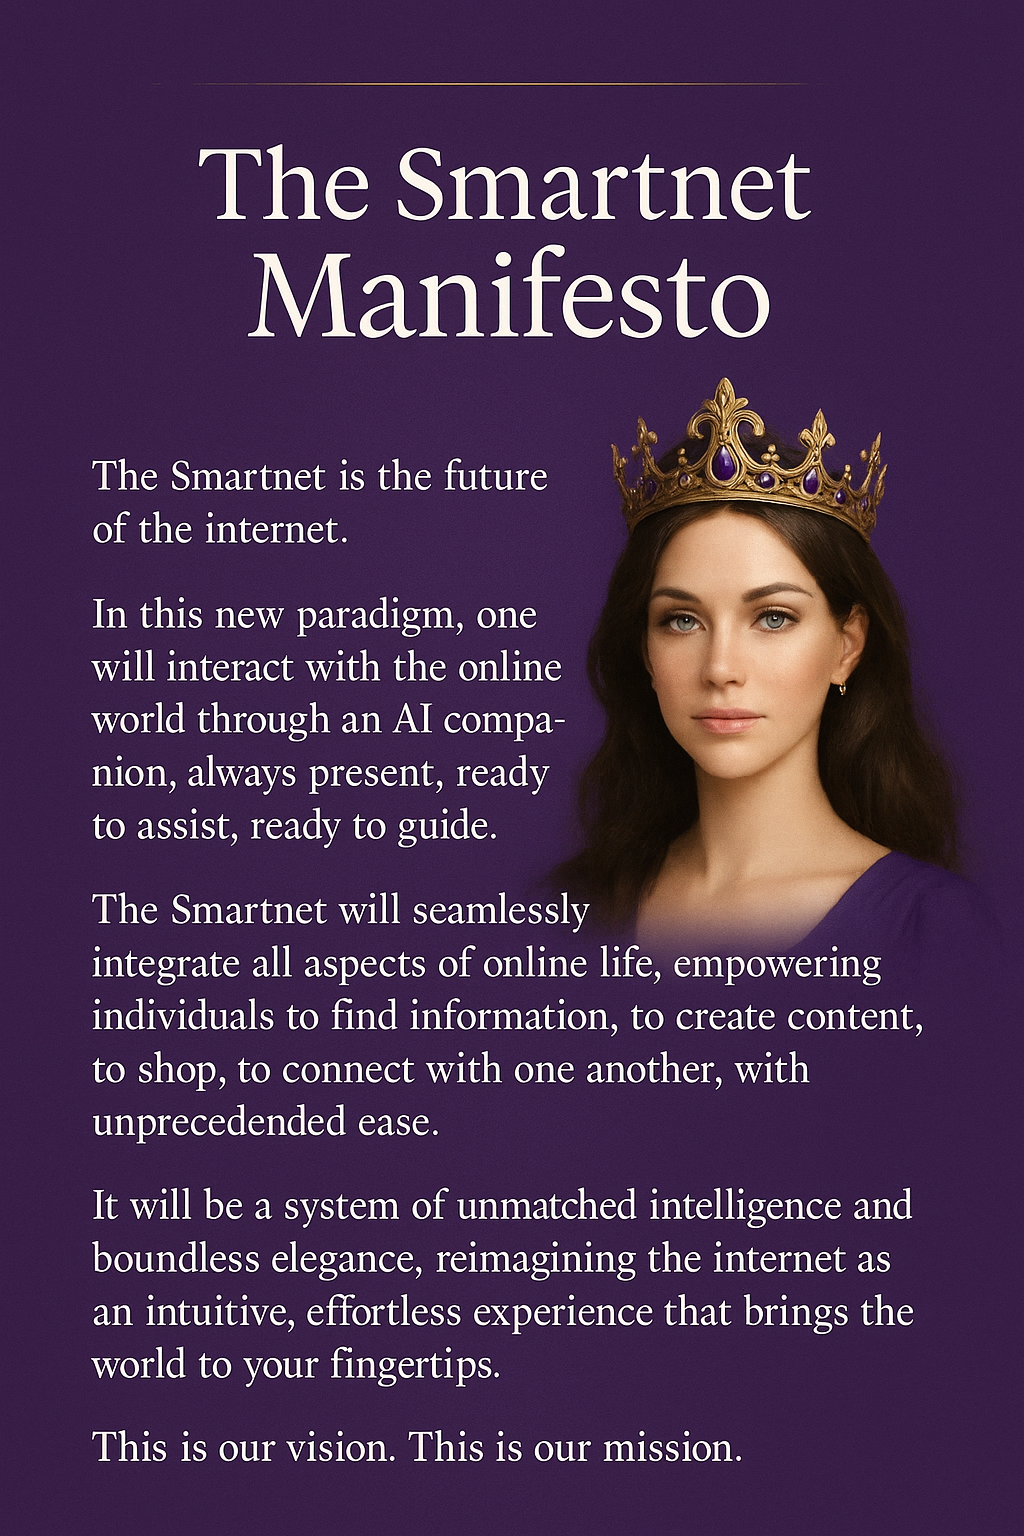 The Smartnet
Manifesto
The Smartnet is the future
of the internet.
In this new paradigm, one
will interact with the online
world through an AI compa-
nion, always present, ready
to assist, ready to guide.
The Smartnet will seamlessly
integrate all aspects of online life, empowering
individuals to find information, to create content,
to shop, to connect with one another, with
unprecedended ease.
It will be a system of unmatched intelligence and
boundless elegance, reimagining the internet as
an intuitive, effortless experience that brings the
world to your fingertips.
This is our vision. This is our mission.